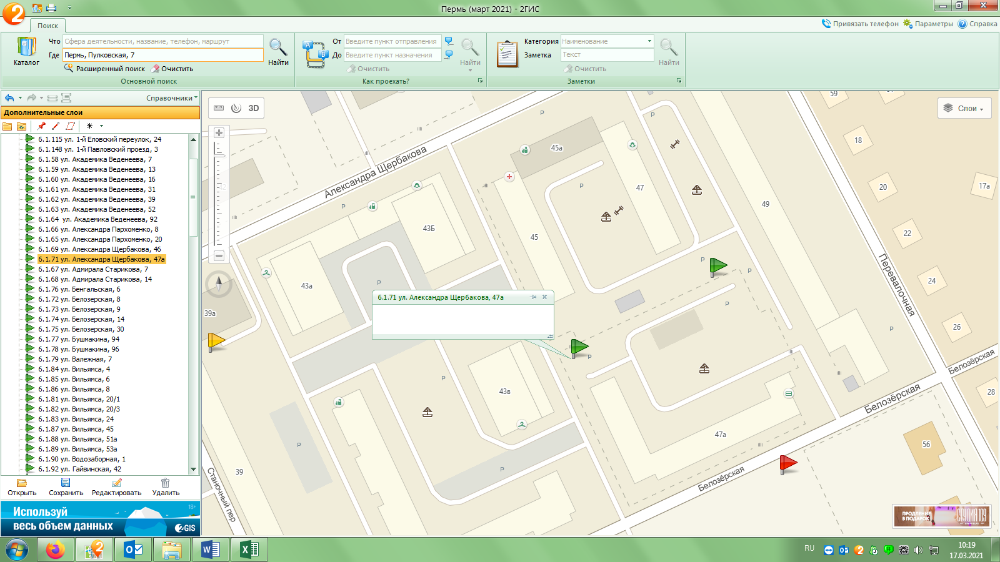 Пермь (март 2021) - 2ГИС
Поиск
Привязать телефон
Параметры
Справка
Каталог
Что
Сфера деятельности, название, телефон, маршрут
Где
Пермь, Пулковская, 7
Расширенный поиск
Очистить
Найти
Основной поиск
От
Введите пункт отправления
До
Введите пункт назначения
Очистить
Найти
Как проехать?
Категория
Наименование
Заметка
Текст
Очистить
Найти
Заметки
Справочники
Дополнительные слои
6.1.115 ул. 1-й Еловский переулок, 24
6.1.148 ул. 1-й Павловский проезд, 3
6.1.58 ул. Академика Веденеева, 7
6.1.59 ул. Академика Веденеева, 13
6.1.60 ул. Академика Веденеева, 16
6.1.61 ул. Академика Веденеева, 31
6.1.62 ул. Академика Веденеева, 39
6.1.63 ул. Академика Веденеева, 52
6.1.64 ул. Академика Веденеева, 92
6.1.66 ул. Александра Пархоменко, 8
6.1.65 ул. Александра Пархоменко, 20
6.1.69 ул. Александра Щербакова, 46
6.1.71 ул. Александра Щербакова, 47а
6.1.67 ул. Адмирала Старикова, 7
6.1.68 ул. Адмирала Старикова, 14
6.1.76 ул. Бенгальская, 6
6.1.72 ул. Белозерская, 8
6.1.73 ул. Белозерская, 9
6.1.74 ул. Белозерская, 14
6.1.75 ул. Белозерская, 30
6.1.77 ул. Бушмакина, 94
6.1.78 ул. Бушмакина, 96
6.1.79 ул. Валежная, 7
6.1.84 ул. Вильямса, 4
6.1.85 ул. Вильямса, 6
6.1.86 ул. Вильямса, 8
6.1.81 ул. Вильямса, 20/1
6.1.82 ул. Вильямса, 20/3
6.1.83 ул. Вильямса, 24
6.1.87 ул. Вильямса, 45
6.1.88 ул. Вильямса, 51а
6.1.89 ул. Вильямса, 53а
6.1.90 ул. Водозаборная, 1
6.1.92 ул. Гайвинская, 42
Открыть
Сохранить
Редактировать
Удалить
Используй
весь объем данных
18+
2GIS
3D
Слои
Александра Щербакова
Перевалочная
Белозёрская
Белозёрская
Белозёрская
Станочный пер
59
18
17а
20
22
24
26
28
56
45а
47
49
45
43Б
43а
42
39а
43в
47а
39
P
P
P
P
P
P
P
P
P
P
P
P
P
P
6.1.71 ул. Александра Щербакова, 47а
ПРОДЛЕНИЕ
В ПОДАРОК
СТУДИЯ 109
RU
10:19
17.03.2021